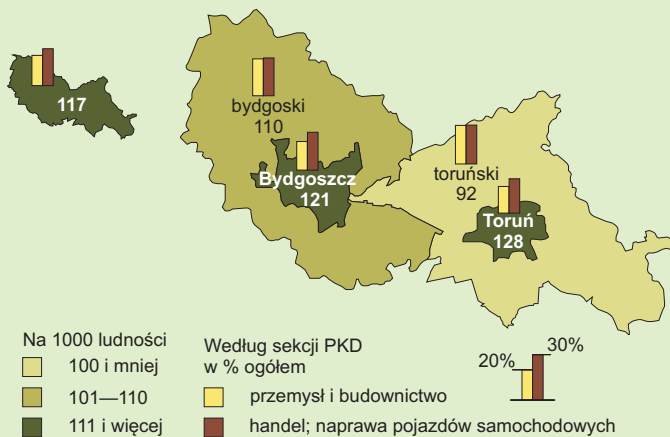 117
bydgoski
110
Bydgoszcz
121
toruński
92
Toruń
128
Na 1000 ludności
100 i mniej
101—110
111 i więcej
Według sekcji PKD
w % ogółem
przemysł i budownictwo
handel; naprawa pojazdów samochodowych
20%
30%